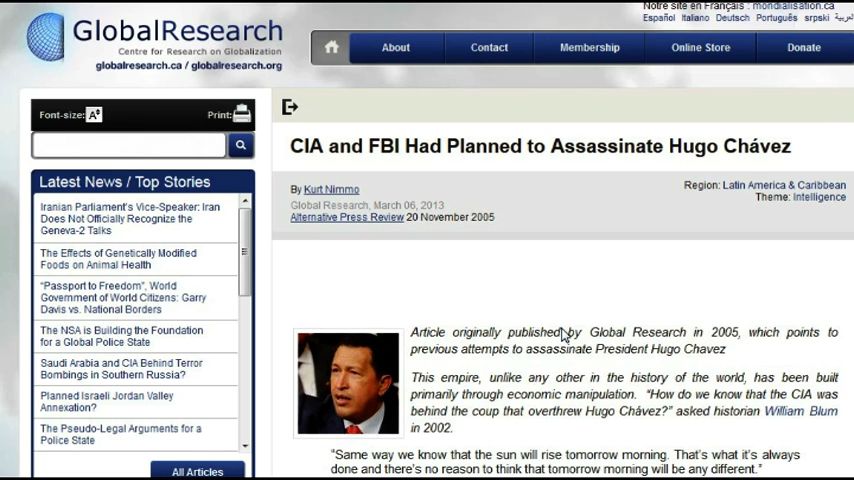 Notre site en Français : mondialisation.ca
Español Italiano Deutsch Português srpski العربية
GlobalResearch
Centre for Research on Globalization
globalresearch.ca / globalresearch.org
About Contact Membership Online Store Donate
Font-size: A Print:
CIA and FBI Had Planned to Assassinate Hugo Chávez
By Kurt Nimmo
Global Research, March 06, 2013
Alternative Press Review 20 November 2005
Region: Latin America & Caribbean
Theme: Intelligence
Latest News / Top Stories
Iranian Parliament's Vice-Speaker: Iran
Does Not Officially Recognize the
Geneva-2 Talks
The Effects of Genetically Modified
Foods on Animal Health
“Passport to Freedom”, World
Government of World Citizens: Garry
Davis vs. National Borders
The NSA is Building the Foundation
for a Global Police State
Saudi Arabia and CIA Behind Terror
Bombings in Southern Russia?
Planned Israeli Jordan Valley
Annexation?
The Pseudo-Legal Arguments for a
Police State
All Articles
Article originally published by Global Research in 2005, which points to
previous attempts to assassinate President Hugo Chavez
This empire, unlike any other in the history of the world, has been built
primarily through economic manipulation. “How do we know that the CIA was
behind the coup that overthrew Hugo Chávez?” asked historian William Blum
in 2002.
“Same way we know that the sun will rise tomorrow morning. That's what it's always
done and there's no reason to think that tomorrow morning will be any different.”